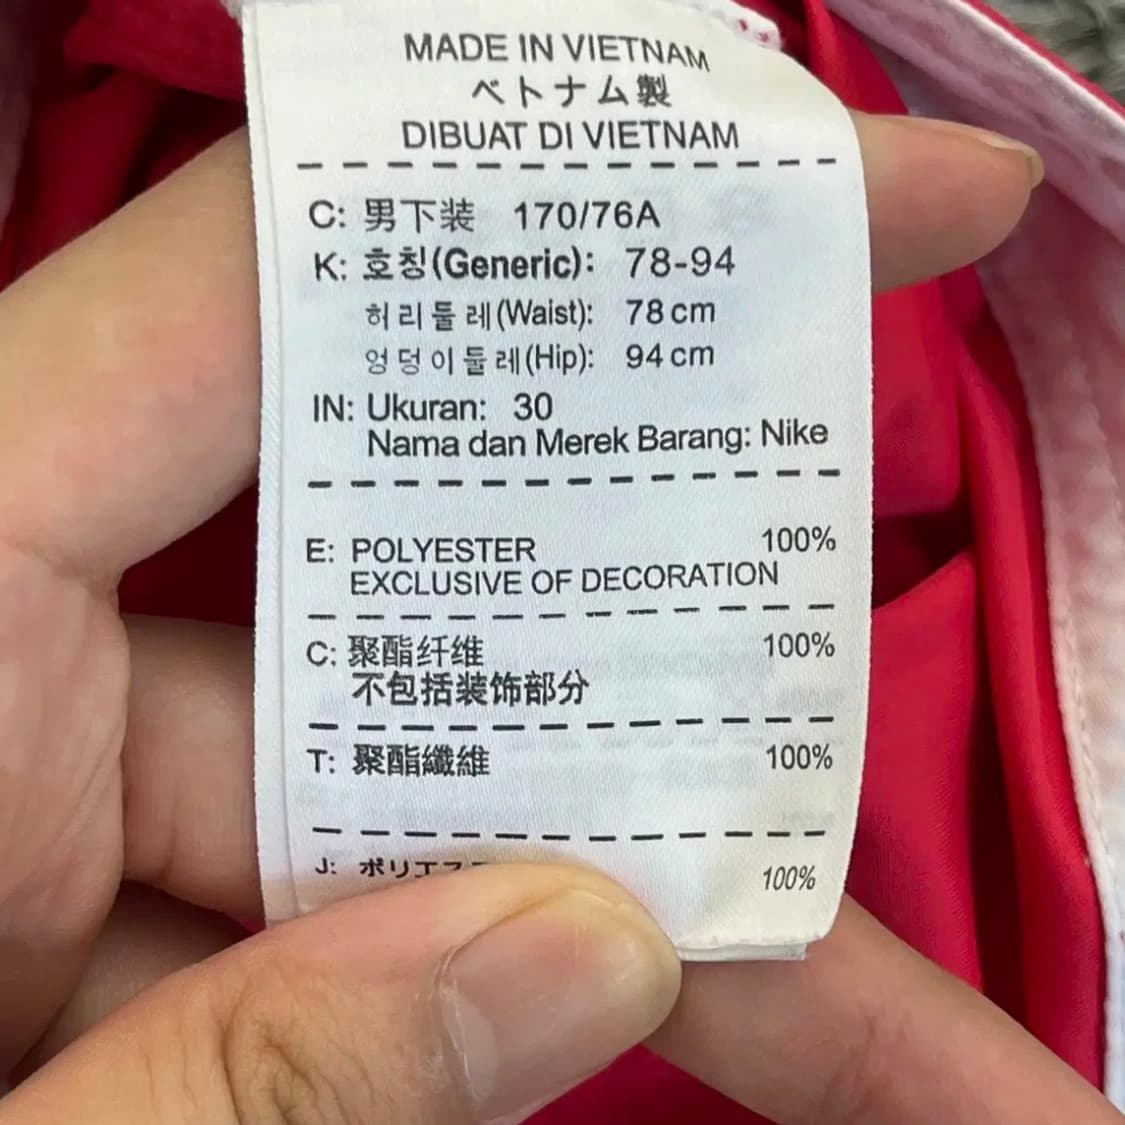 MADE IN VIETNAM
ベトナム製
DIBUAT DI VIETNAM
C: 男下装 170/76A
K: 호칭(Generic): 78-94
허리둘레(Waist): 78 cm
엉덩이둘레(Hip): 94 cm
IN: Ukuran: 30
Nama dan Merek Barang: Nike
E: POLYESTER 100%
EXCLUSIVE OF DECORATION
C: 聚酯纤维 100%
不包括装饰部分
T: 聚酯纖維 100%
J: 100%